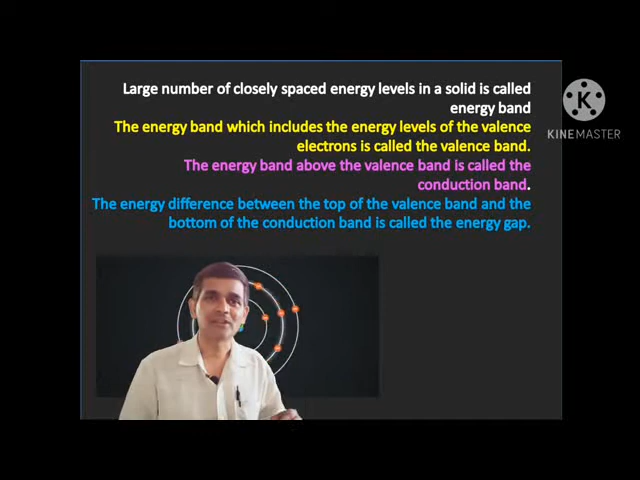 Large number of closely spaced energy levels in a solid is called
energy band
The energy band which includes the energy levels of the valence
electrons is called the valence band.
The energy band above the valence band is called the
conduction band.
The energy difference between the top of the valence band and the
bottom of the conduction band is called the energy gap.
K
KINEMASTER